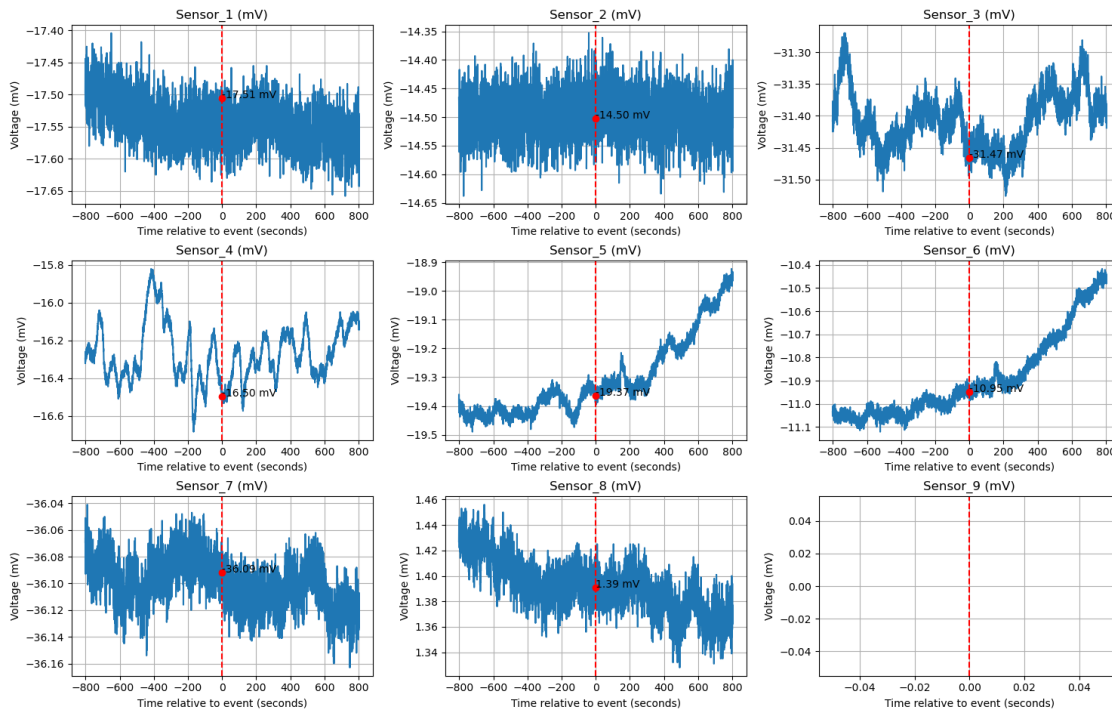 Sensor_1 (mV)
−17.40
−17.45
−17.50
−17.55
−17.60
−17.65
Voltage (mV)
-17.51 mV
−800 −600 −400 −200 0 200 400 600 800
Time relative to event (seconds)
Sensor_2 (mV)
−14.35
−14.40
−14.45
−14.50
−14.55
−14.60
−14.65
Voltage (mV)
-14.50 mV
−800 −600 −400 −200 0 200 400 600 800
Time relative to event (seconds)
Sensor_3 (mV)
−31.30
−31.35
−31.40
−31.45
−31.50
Voltage (mV)
-31.47 mV
−800 −600 −400 −200 0 200 400 600 800
Time relative to event (seconds)
Sensor_4 (mV)
−15.8
−16.0
−16.2
−16.4
−16.6
Voltage (mV)
-16.50 mV
−800 −600 −400 −200 0 200 400 600 800
Time relative to event (seconds)
Sensor_5 (mV)
−18.9
−19.0
−19.1
−19.2
−19.3
−19.4
−19.5
Voltage (mV)
-19.37 mV
−800 −600 −400 −200 0 200 400 600 800
Time relative to event (seconds)
Sensor_6 (mV)
−10.4
−10.5
−10.6
−10.7
−10.8
−10.9
−11.0
−11.1
Voltage (mV)
-10.95 mV
−800 −600 −400 −200 0 200 400 600 800
Time relative to event (seconds)
Sensor_7 (mV)
−36.04
−36.06
−36.08
−36.10
−36.12
−36.14
−36.16
Voltage (mV)
-36.09 mV
−800 −600 −400 −200 0 200 400 600 800
Time relative to event (seconds)
Sensor_8 (mV)
1.46
1.44
1.42
1.40
1.38
1.36
1.34
Voltage (mV)
1.39 mV
−800 −600 −400 −200 0 200 400 600 800
Time relative to event (seconds)
Sensor_9 (mV)
0.04
0.02
0.00
−0.02
−0.04
Voltage (mV)
−0.04 −0.02 0.00 0.02 0.04
Time relative to event (seconds)